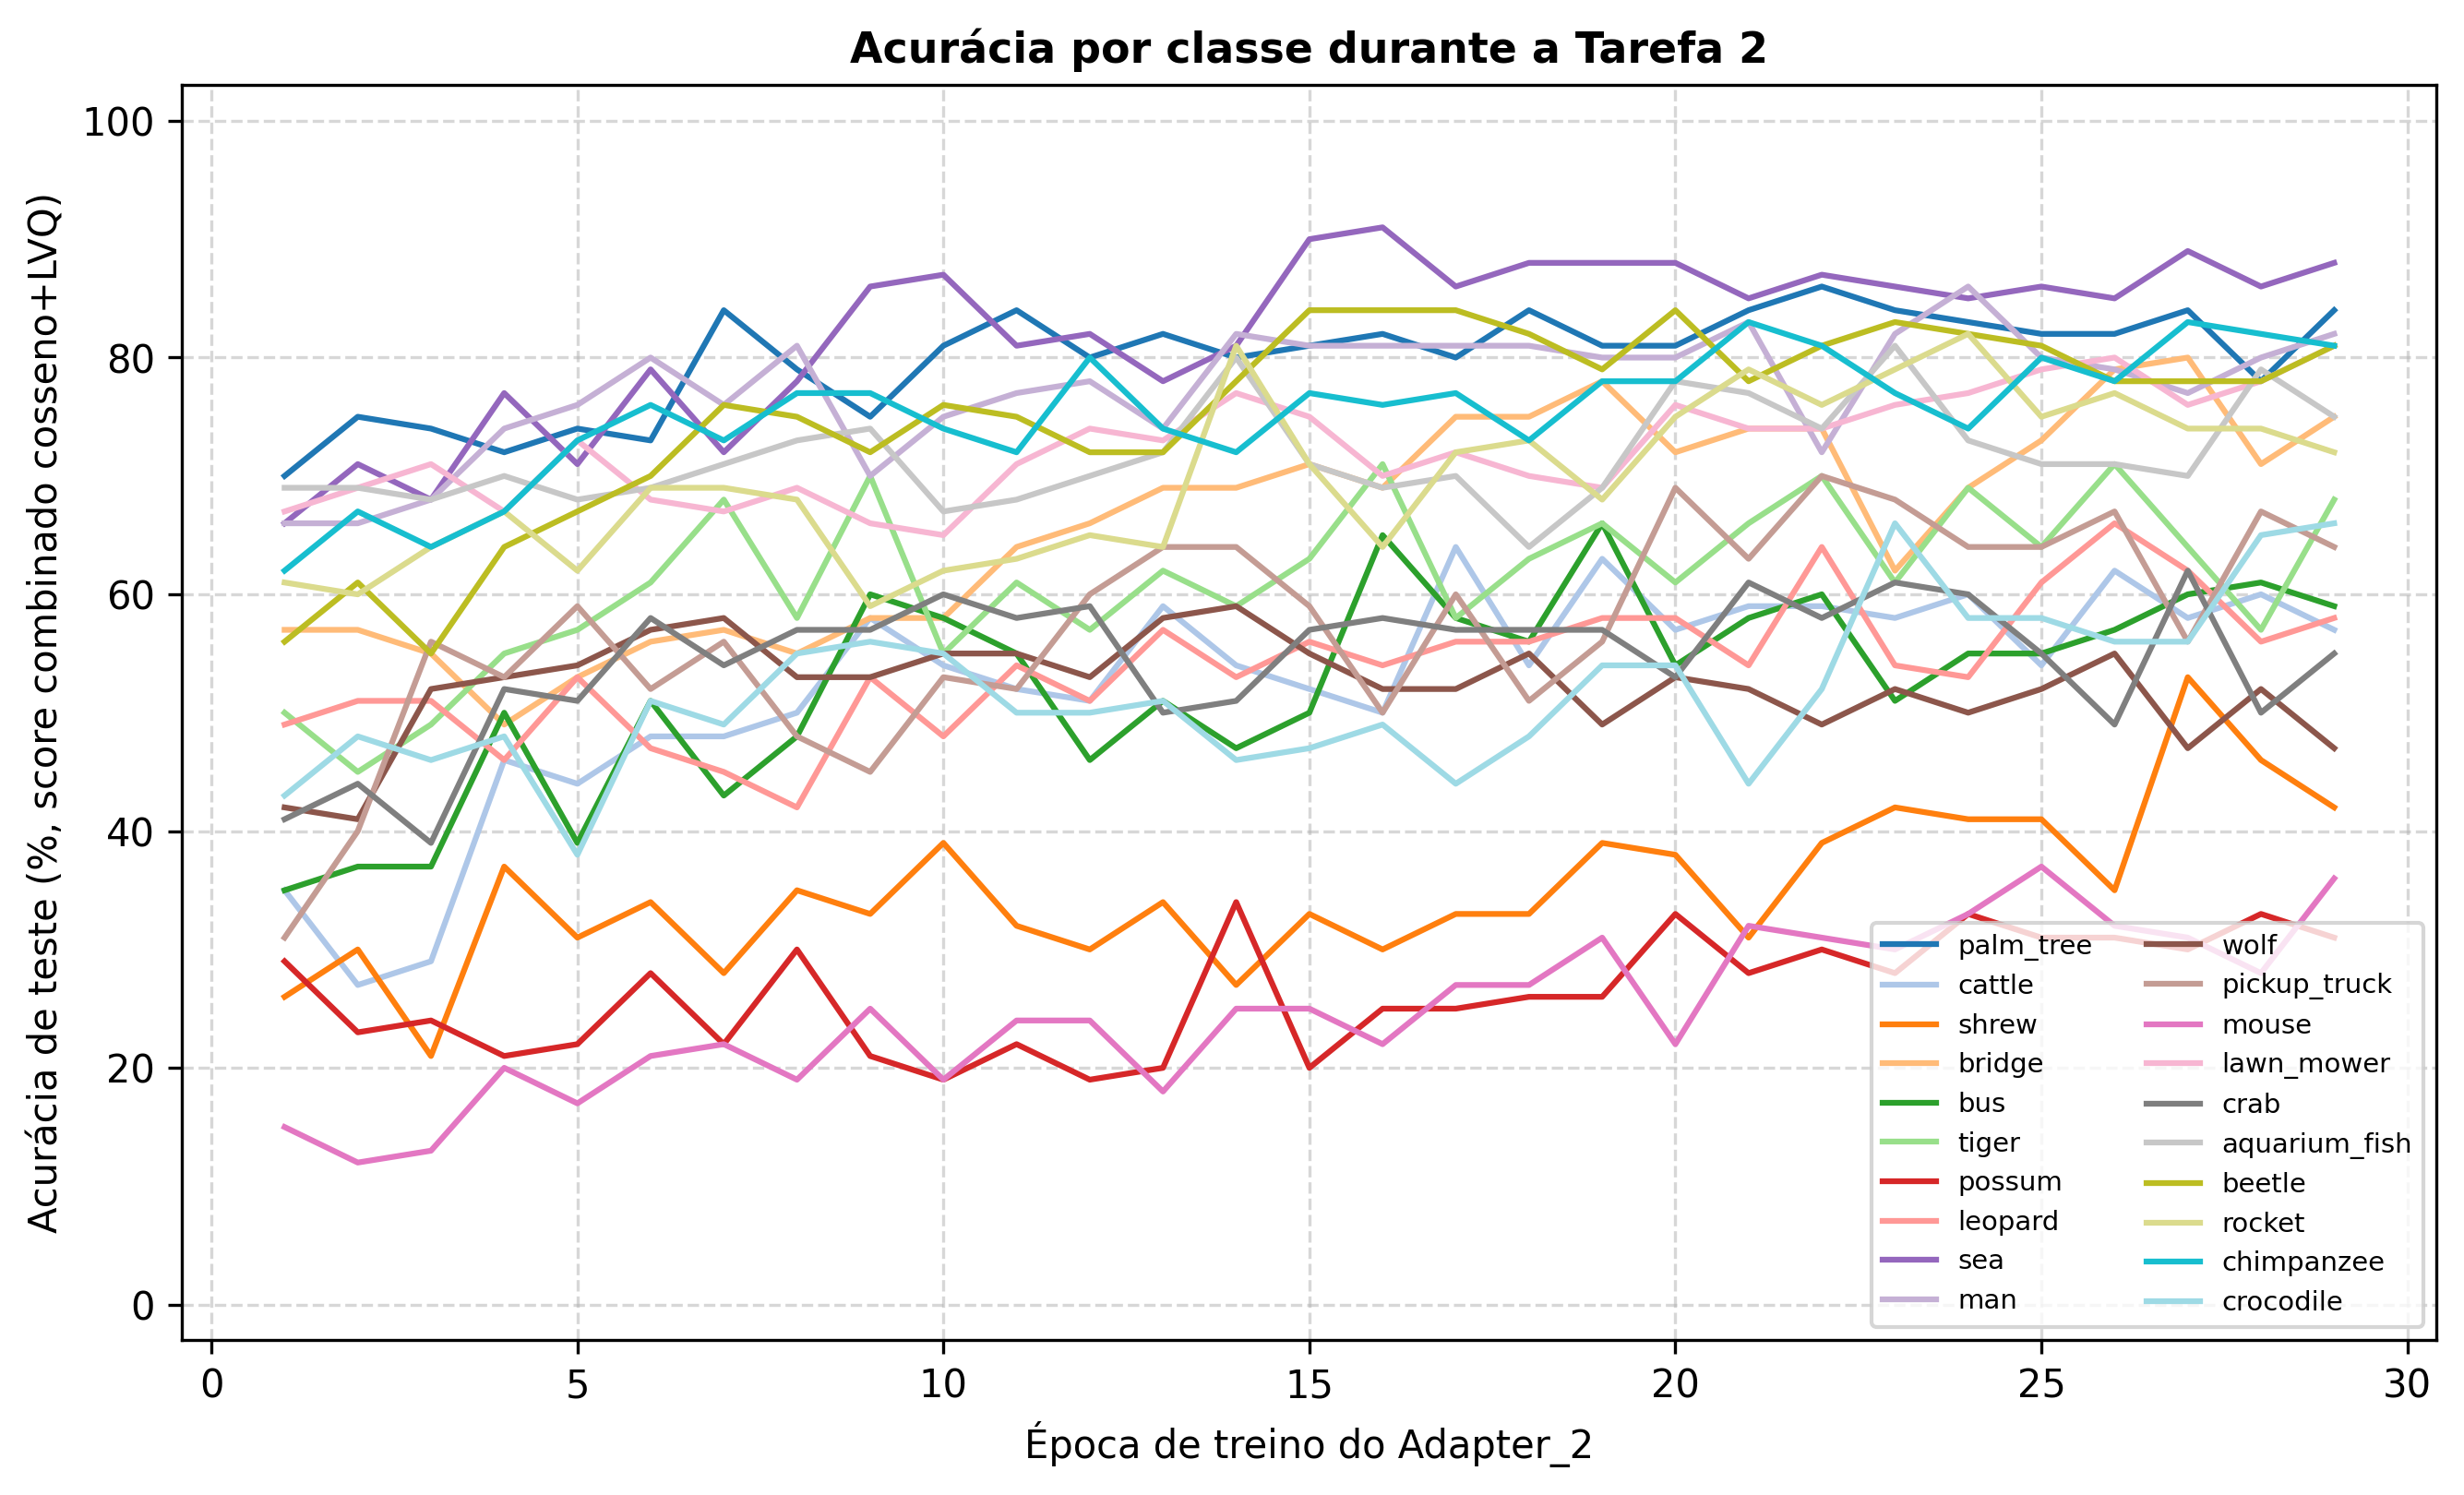 Acurácia por classe durante a Tarefa 2
Acurácia de teste (%, score combinado cosseno+LVQ)
100
80
60
40
20
0
0 5 10 15 20 25 30
Época de treino do Adapter_2
palm_tree
cattle
shrew
bridge
bus
tiger
possum
leopard
sea
man
wolf
pickup_truck
mouse
lawn_mower
crab
aquarium_fish
beetle
rocket
chimpanzee
crocodile